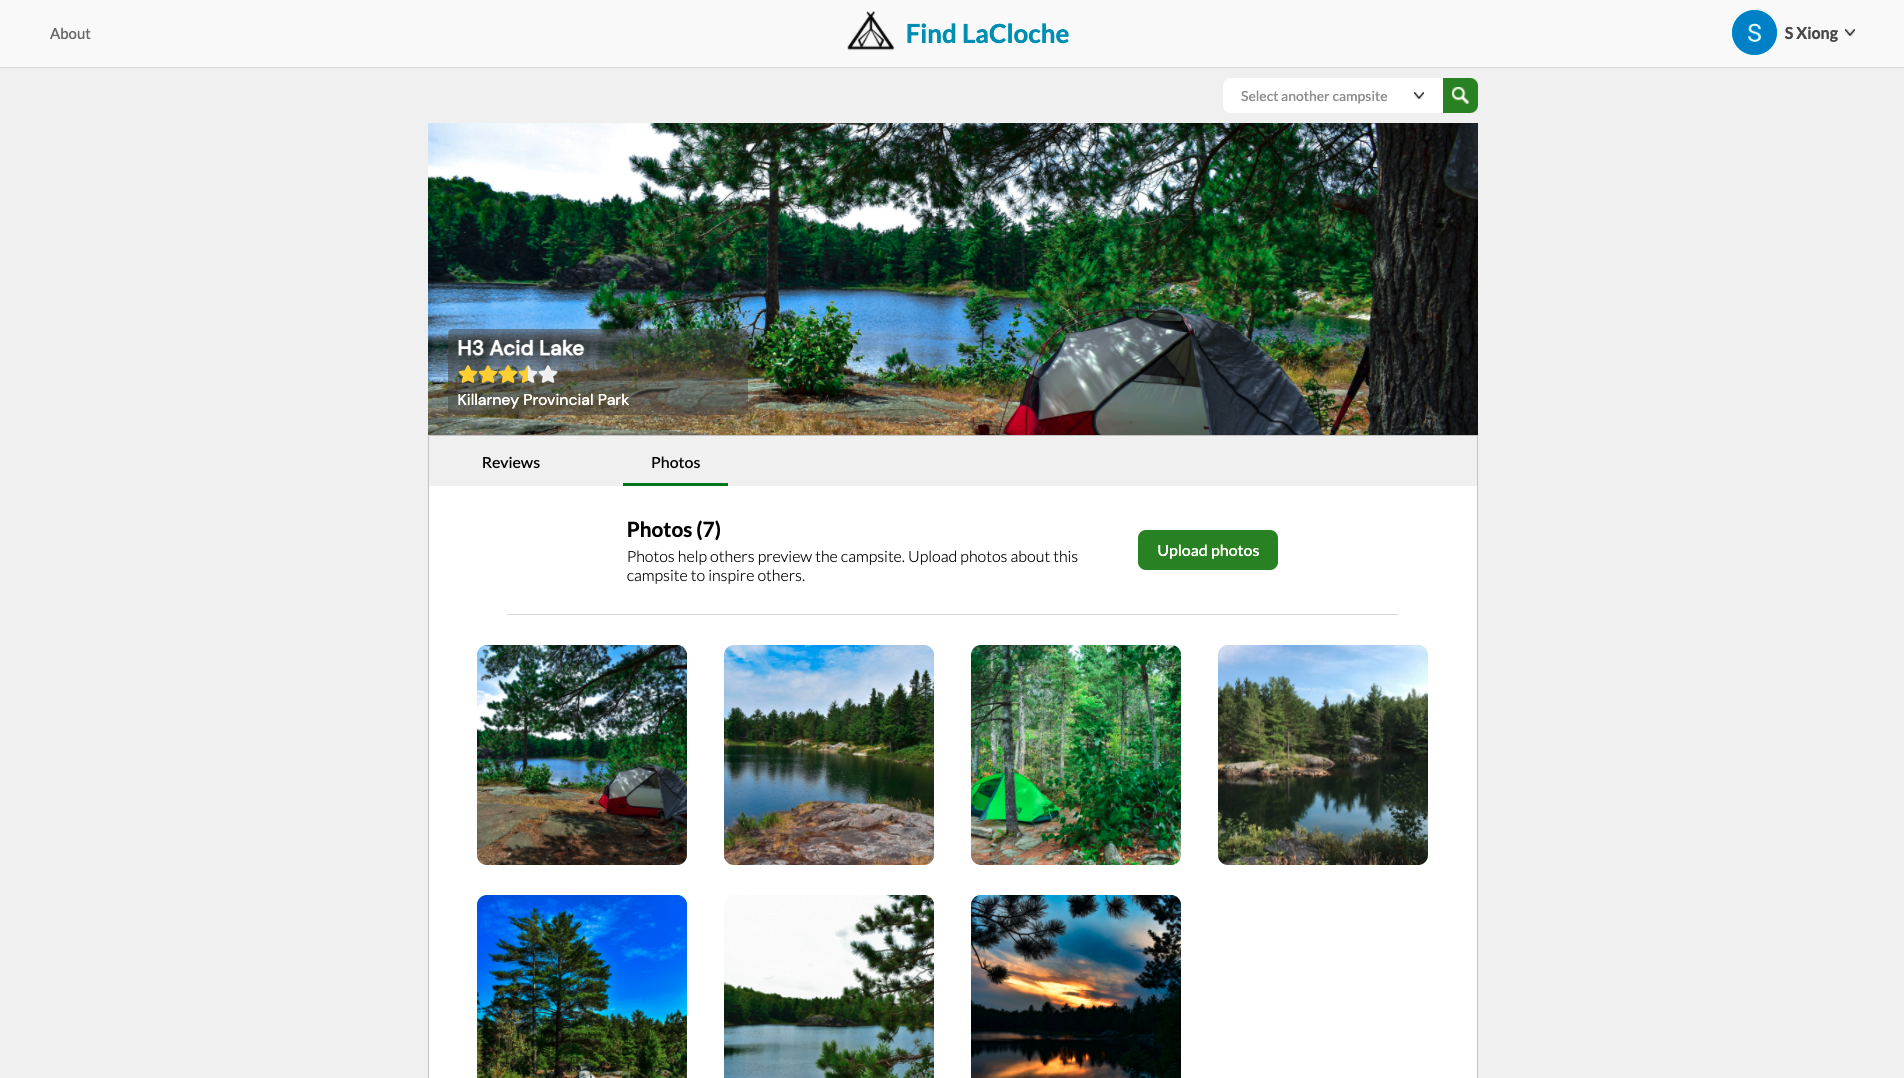 About
Find LaCloche
S
S Xiong
Select another campsite
H3 Acid Lake
Killarney Provincial Park
Reviews
Photos
Photos (7)
Photos help others preview the campsite. Upload photos about this
campsite to inspire others.
Upload photos